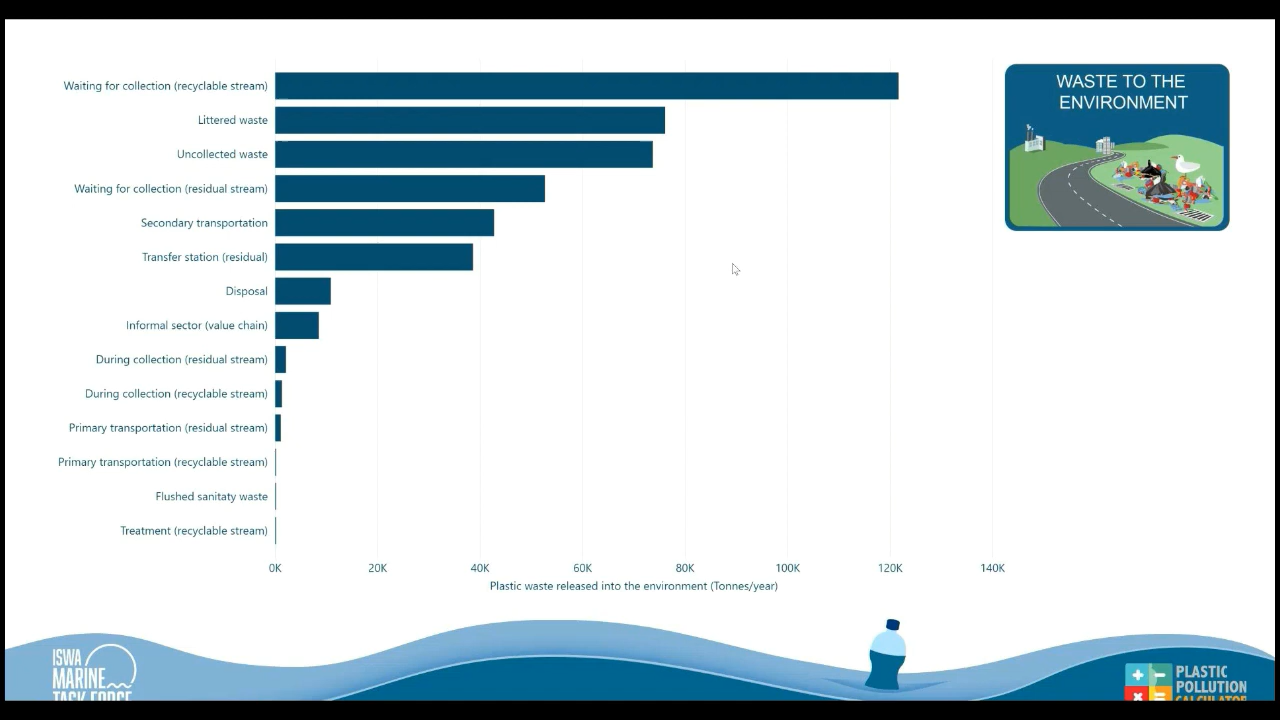 WASTE TO THE
ENVIRONMENT
Waiting for collection (recyclable stream)
Littered waste
Uncollected waste
Waiting for collection (residual stream)
Secondary transportation
Transfer station (residual)
Disposal
Informal sector (value chain)
During collection (residual stream)
During collection (recyclable stream)
Primary transportation (residual stream)
Primary transportation (recyclable stream)
Flushed sanitaty waste
Treatment (recyclable stream)
0K 20K 40K 60K 80K 100K 120K 140K
Plastic waste released into the environment (Tonnes/year)
ISWA
MARINE
TASK FORCE
PLASTIC
POLLUTION
CALCULATOR